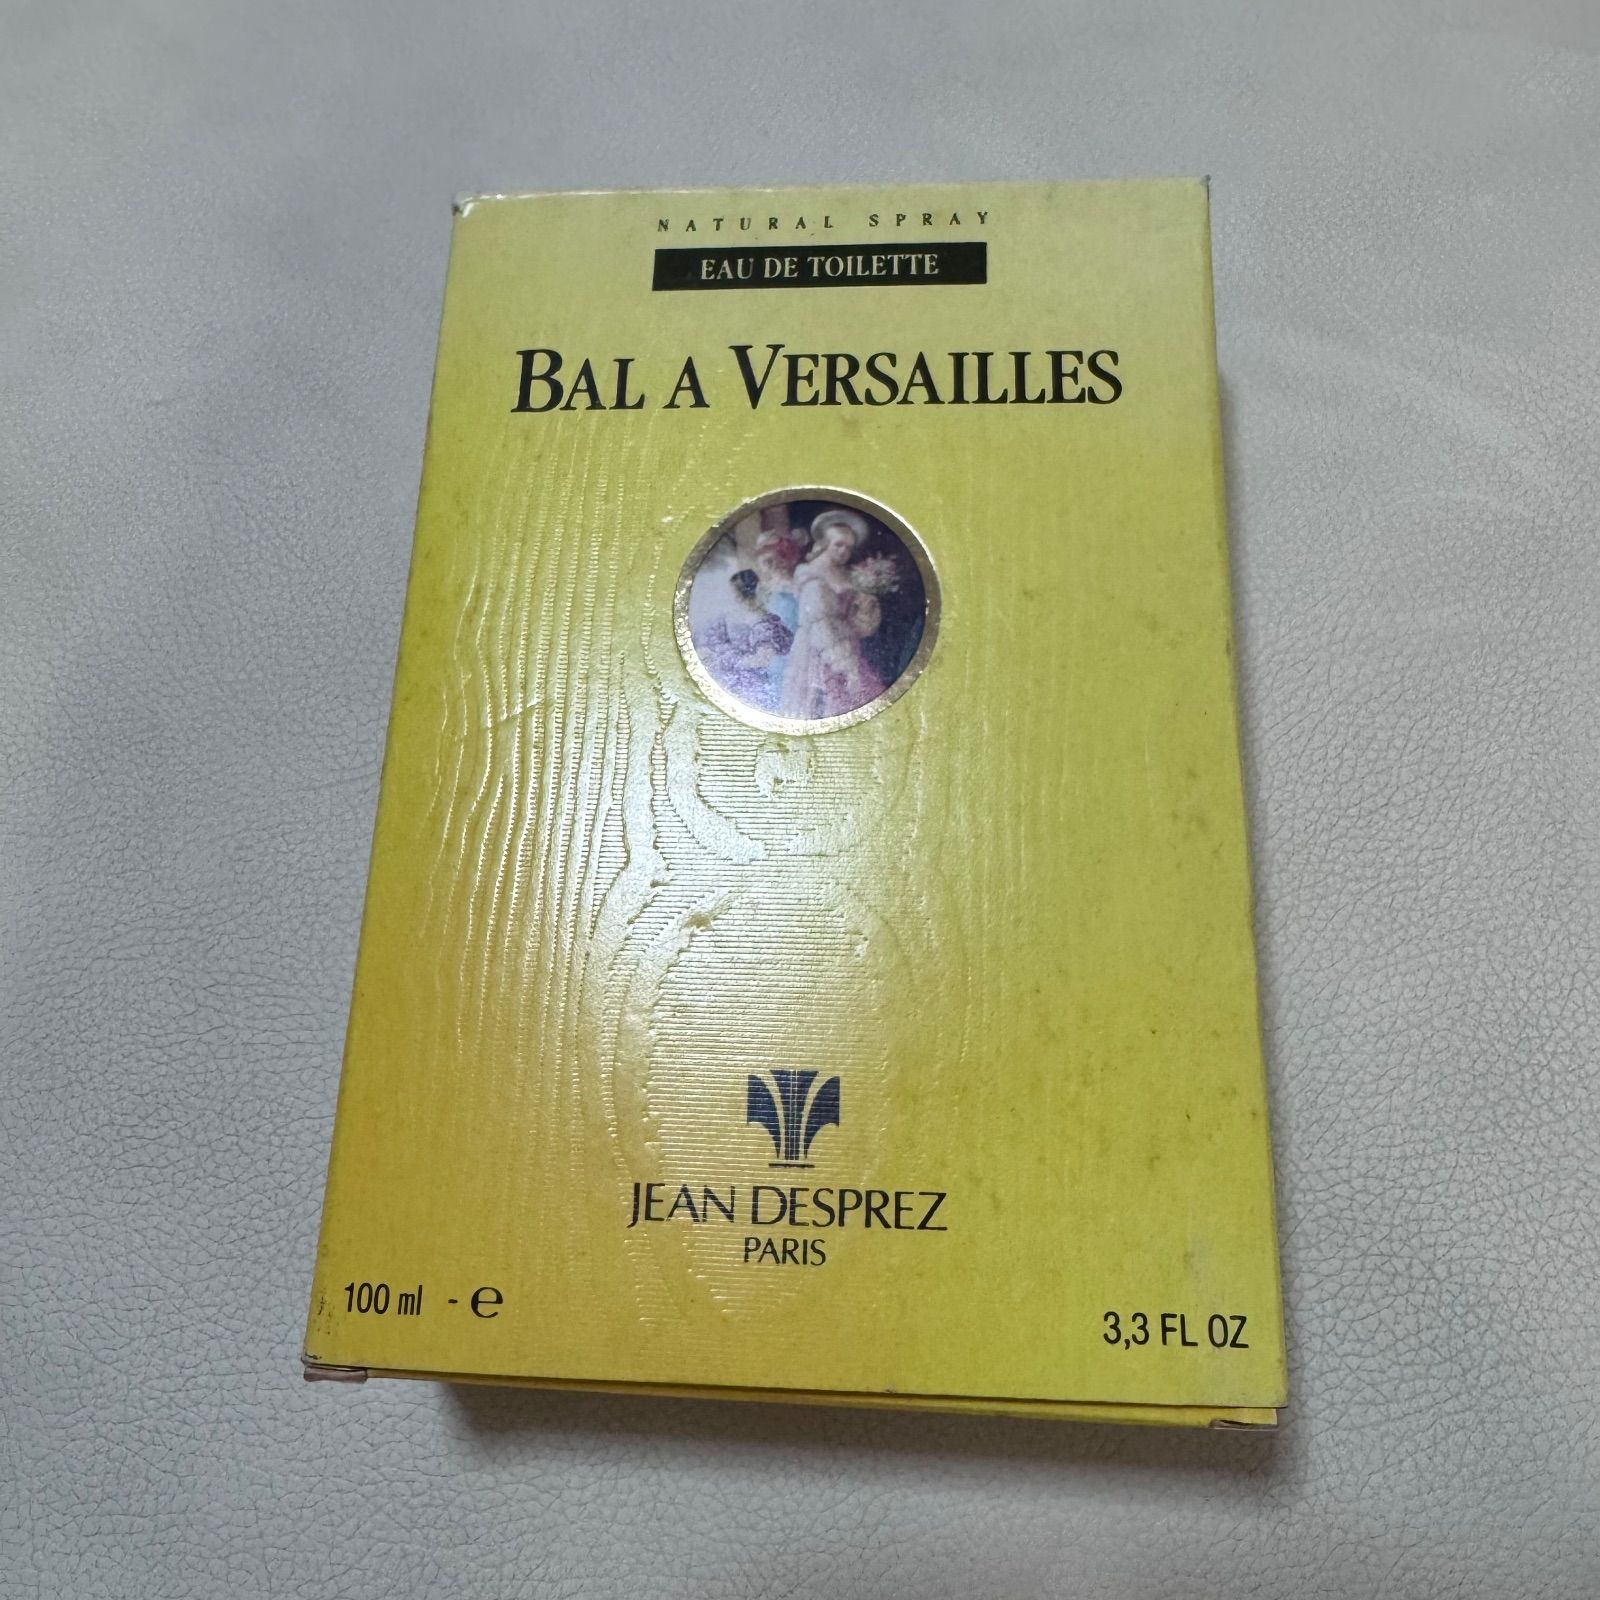 NATURAL SPRAY
EAU DE TOILETTE
BAL A VERSAILLES
JEAN DESPREZ
PARIS
100 ml - ℮
3,3 FL OZ